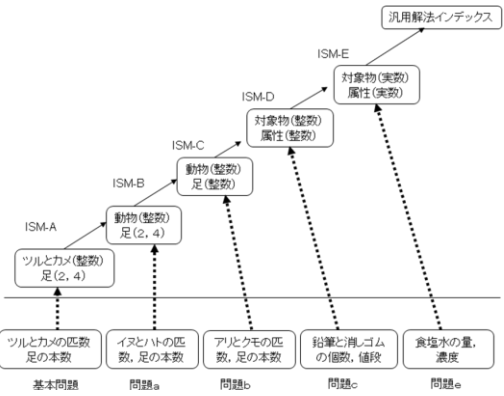 汎用解法インデックス
ISM-E
対象物(実数)
属性(実数)
ISM-D
対象物(整数)
属性(整数)
ISM-C
動物(整数)
足(整数)
ISM-B
動物(整数)
足(2, 4)
ISM-A
ツルとカメ(整数)
足(2, 4)
ツルとカメの匹数
足の本数
イヌとハトの匹
数, 足の本数
アリとクモの匹
数, 足の本数
鉛筆と消しゴム
の個数, 値段
食塩水の量,
濃度
基本問題
問題a
問題b
問題c
問題e